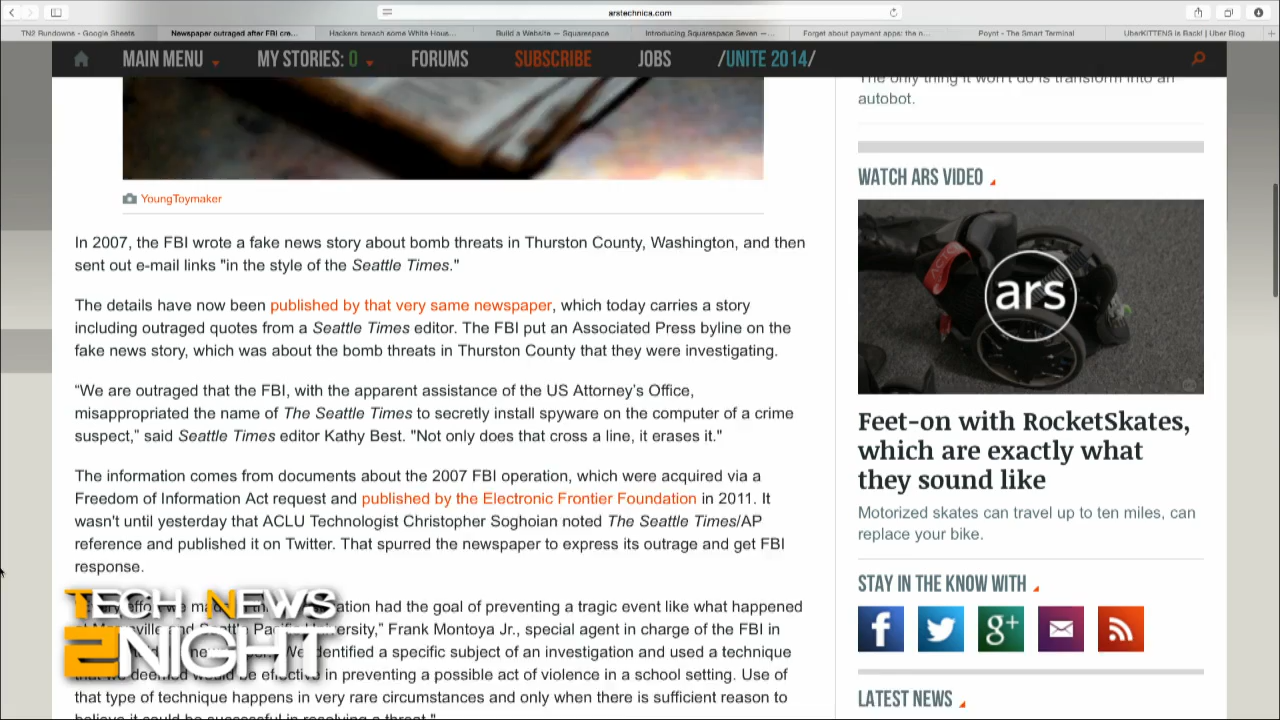 arstechnica.com
TN2 Rundowns - Google Sheets
Newspaper outraged after FBI cre...
Hackers breach some White Hous...
Build a Website — Squarespace
Introducing Squarespace Seven —...
Forget about payment apps: the n...
Poynt - The Smart Terminal
UberKITTENS is Back! | Uber Blog
MAIN MENU
MY STORIES: 0
FORUMS
SUBSCRIBE
JOBS
/UNITE 2014/
YoungToymaker
In 2007, the FBI wrote a fake news story about bomb threats in Thurston County, Washington, and then
sent out e-mail links "in the style of the Seattle Times."
The details have now been published by that very same newspaper, which today carries a story
including outraged quotes from a Seattle Times editor. The FBI put an Associated Press byline on the
fake news story, which was about the bomb threats in Thurston County that they were investigating.
“We are outraged that the FBI, with the apparent assistance of the US Attorney’s Office,
misappropriated the name of The Seattle Times to secretly install spyware on the computer of a crime
suspect,” said Seattle Times editor Kathy Best. "Not only does that cross a line, it erases it."
The information comes from documents about the 2007 FBI operation, which were acquired via a
Freedom of Information Act request and published by the Electronic Frontier Foundation in 2011. It
wasn't until yesterday that ACLU Technologist Christopher Soghoian noted The Seattle Times/AP
reference and published it on Twitter. That spurred the newspaper to express its outrage and get FBI
response.
effort we had the goal of preventing a tragic event like what happened
University,” Frank Montoya Jr., special agent in charge of the FBI in
identified a specific subject of an investigation and used a technique
that we deemed would be effective in preventing a possible act of violence in a school setting. Use of
that type of technique happens in very rare circumstances and only when there is sufficient reason to
believe it could be successful in resolving a threat."
TECH NEWS
2NIGHT
The only thing it won't do is transform into an
autobot.
WATCH ARS VIDEO
ars
Feet-on with RocketSkates,
which are exactly what
they sound like
Motorized skates can travel up to ten miles, can
replace your bike.
STAY IN THE KNOW WITH
f
g+
LATEST NEWS